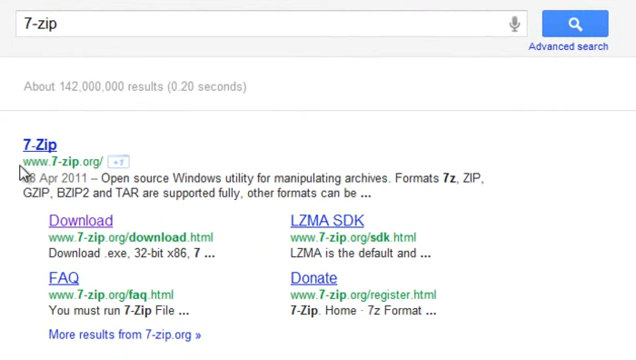 7-zip
Advanced search
About 142,000,000 results (0.20 seconds)
7-Zip
www.7-zip.org/ +1
Apr 2011 – Open source Windows utility for manipulating archives. Formats 7z, ZIP,
GZIP, BZIP2 and TAR are supported fully, other formats can be ...
Download LZMA SDK
www.7-zip.org/download.html www.7-zip.org/sdk.html
Download .exe, 32-bit x86, 7 ... LZMA is the default and ...
FAQ Donate
www.7-zip.org/faq.html www.7-zip.org/register.html
You must run 7-Zip File ... 7-Zip. Home · 7z Format ...
More results from 7-zip.org »